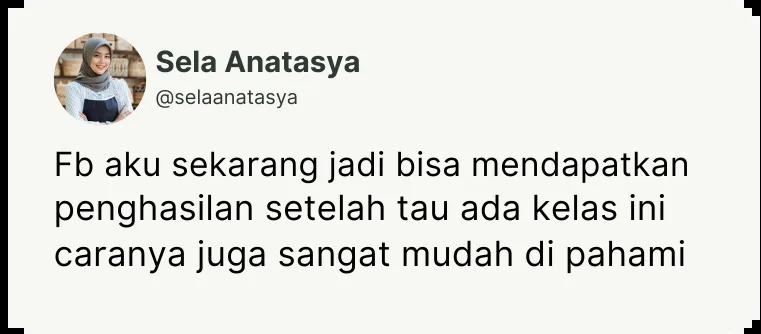 Sela Anatasya
@selaanatasya
Fb aku sekarang jadi bisa mendapatkan
penghasilan setelah tau ada kelas ini
caranya juga sangat mudah di pahami